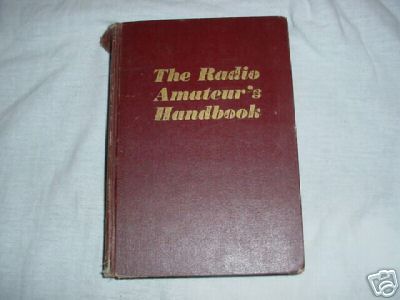 The Radio
Amateur's
Handbook